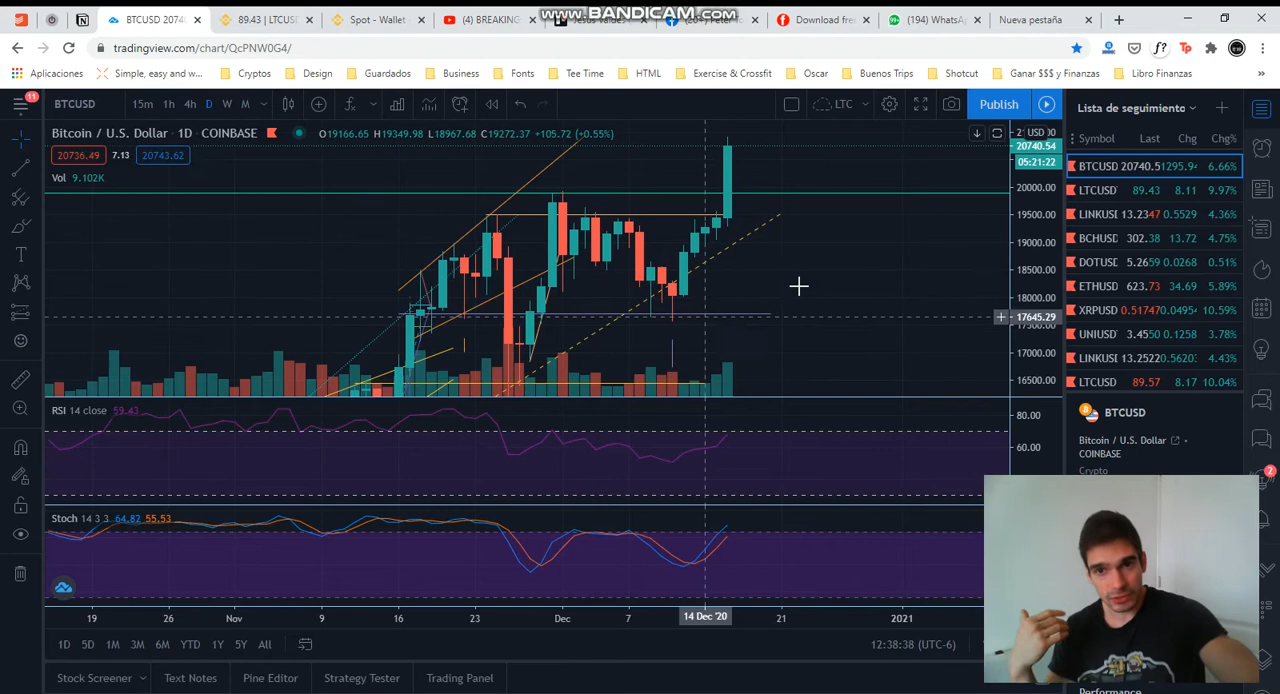 www.BANDICAM.com
BTCUSD 2074
89.43 | LTCUSD
Spot - Wallet
(4) BREAKING
Download free
(194) WhatsA
Nueva pestaña
tradingview.com/chart/QcPNW0G4/
Aplicaciones
Simple, easy and w...
Cryptos
Design
Guardados
Business
Fonts
Tee Time
HTML
Exercise & Crossfit
Oscar
Buenos Trips
Shotcut
Ganar $$$ y Finanzas
Libro Finanzas
11
BTCUSD
15m 1h 4h D W M
LTC
Publish
Lista de seguimiento
Bitcoin / U.S. Dollar · 1D · COINBASE
O19166.65 H19349.98 L18967.68 C19272.37 +105.72 (+0.55%)
20736.49 7.13 20743.62
Vol 9.102K
USD
20740.54
05:21:22
20000.00
19500.00
19000.00
18500.00
18000.00
17645.29
17000.00
16500.00
Symbol Last Chg Chg%
BTCUSD 20740.5 1295.94 6.66%
LTCUSD 89.43 8.11 9.97%
LINKUSD 13.2347 0.5529 4.36%
BCHUSD 302.38 13.72 4.75%
DOTUSD 5.2659 0.0268 0.51%
ETHUSD 623.73 34.69 5.89%
XRPUSD 0.51747 0.0495 10.59%
UNIUSD 3.4550 0.1258 3.78%
LINKUS 13.2522 0.5620 4.43%
LTCUSD 89.57 8.17 10.04%
RSI 14 close 59.43
80.00
60.00
BTCUSD
Bitcoin / U.S. Dollar
COINBASE
Crypto
2
Stoch 14 3 3 64.82 55.53
19 26 Nov 9 16 23 Dec 7 14 Dec '20 21 2021
1D 5D 1M 3M 6M YTD 1Y 5Y All
12:38:38 (UTC-6)
Stock Screener
Text Notes
Pine Editor
Strategy Tester
Trading Panel
Performance